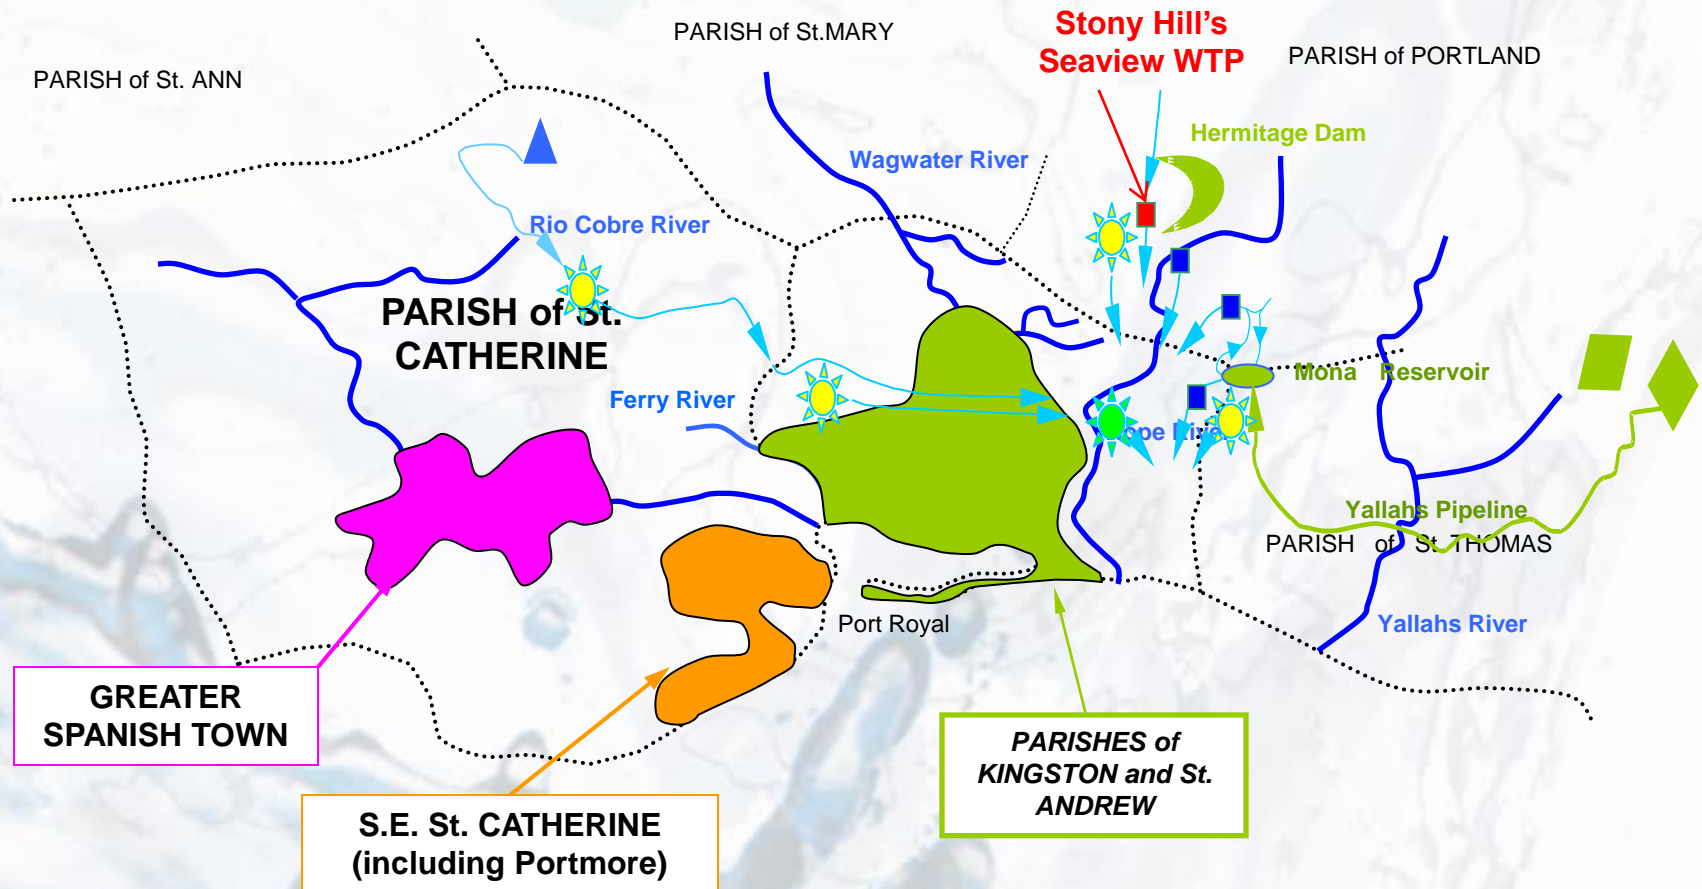 PARISH of St. ANN
PARISH of St.MARY
Stony Hill's
Seaview WTP
PARISH of PORTLAND
Hermitage Dam
Wagwater River
Rio Cobre River
PARISH of St.
CATHERINE
Ferry River
Mona Reservoir
Hope River
Yallahs Pipeline
PARISH of St. THOMAS
Port Royal
Yallahs River
GREATER
SPANISH TOWN
PARISHES of
KINGSTON and St.
ANDREW
S.E. St. CATHERINE
(including Portmore)